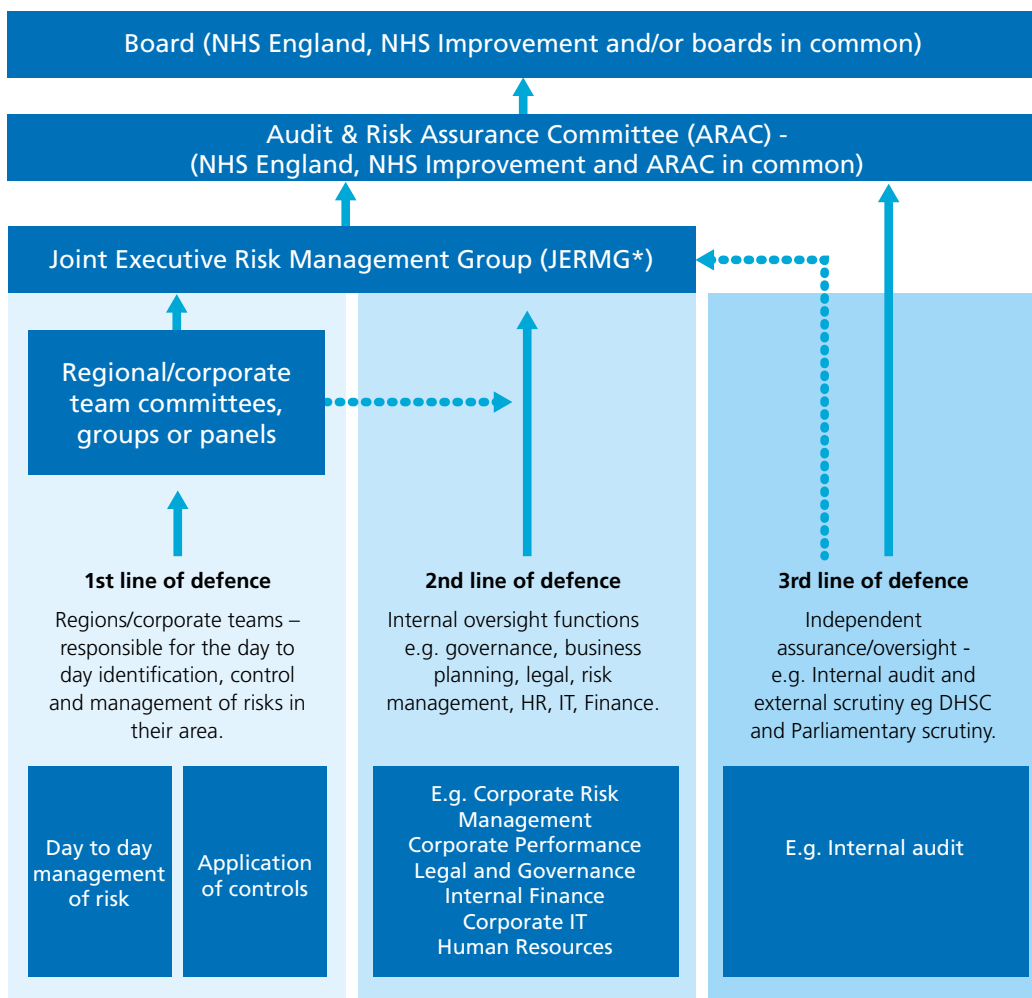 Board (NHS England, NHS Improvement and/or boards in common)
Audit & Risk Assurance Committee (ARAC) -
(NHS England, NHS Improvement and ARAC in common)
Joint Executive Risk Management Group (JERMG*)
Regional/corporate
team committees,
groups or panels
1st line of defence
Regions/corporate teams –
responsible for the day to
day identification, control
and management of risks in
their area.
Day to day
management
of risk
Application
of controls
2nd line of defence
Internal oversight functions
e.g. governance, business
planning, legal, risk
management, HR, IT, Finance.
E.g. Corporate Risk
Management
Corporate Performance
Legal and Governance
Internal Finance
Corporate IT
Human Resources
3rd line of defence
Independent
assurance/oversight -
e.g. Internal audit and
external scrutiny eg DHSC
and Parliamentary scrutiny.
E.g. Internal audit